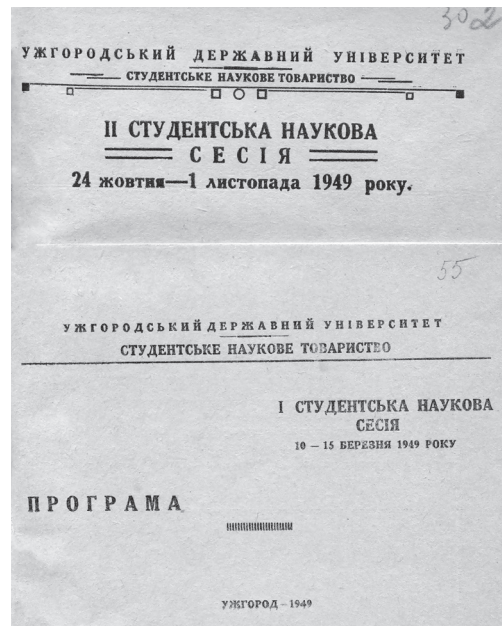 302
УЖГОРОДСЬКИЙ ДЕРЖАВНИЙ УНІВЕРСИТЕТ
СТУДЕНТСЬКЕ НАУКОВЕ ТОВАРИСТВО
ІІ СТУДЕНТСЬКА НАУКОВА
СЕСІЯ
24 жовтня—1 листопада 1949 року.
55
УЖГОРОДСЬКИЙ ДЕРЖАВНИЙ УНІВЕРСИТЕТ
СТУДЕНТСЬКЕ НАУКОВЕ ТОВАРИСТВО
І СТУДЕНТСЬКА НАУКОВА
СЕСІЯ
10 – 15 БЕРЕЗНЯ 1949 РОКУ
ПРОГРАМА
УЖГОРОД – 1949